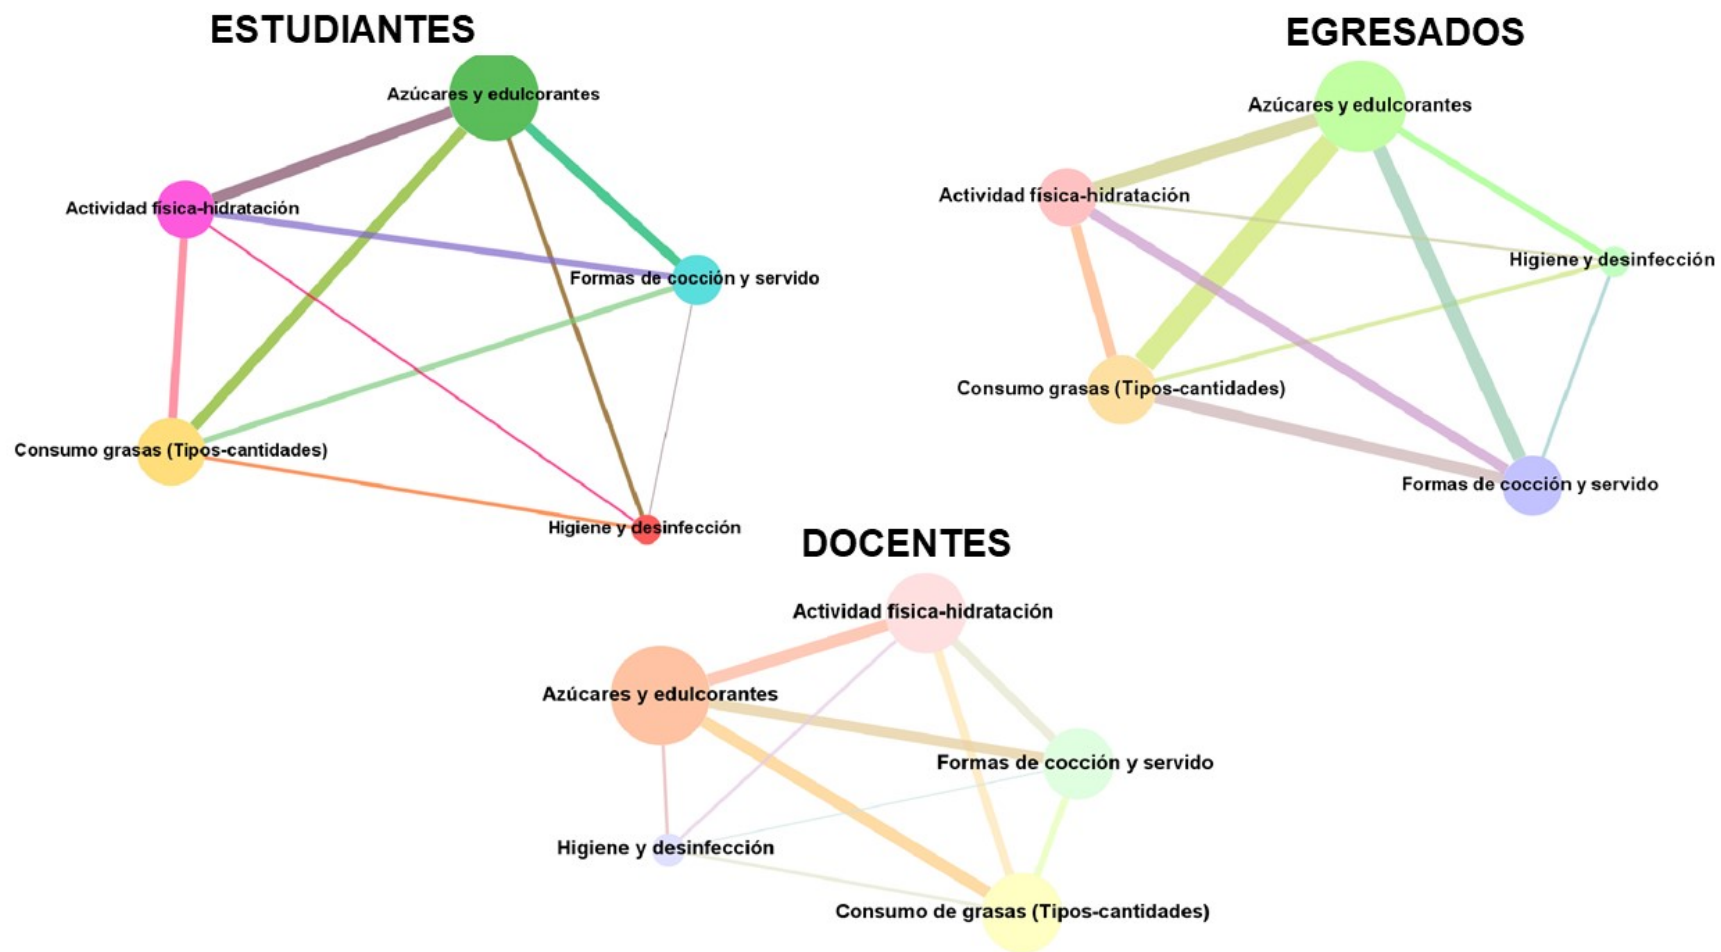 ESTUDIANTES
Azúcares y edulcorantes
Actividad física-hidratación
Formas de cocción y servido
Consumo grasas (Tipos-cantidades)
Higiene y desinfección
EGRESADOS
Azúcares y edulcorantes
Actividad física-hidratación
Higiene y desinfección
Consumo grasas (Tipos-cantidades)
Formas de cocción y servido
DOCENTES
Actividad física-hidratación
Azúcares y edulcorantes
Formas de cocción y servido
Higiene y desinfección
Consumo de grasas (Tipos-cantidades)